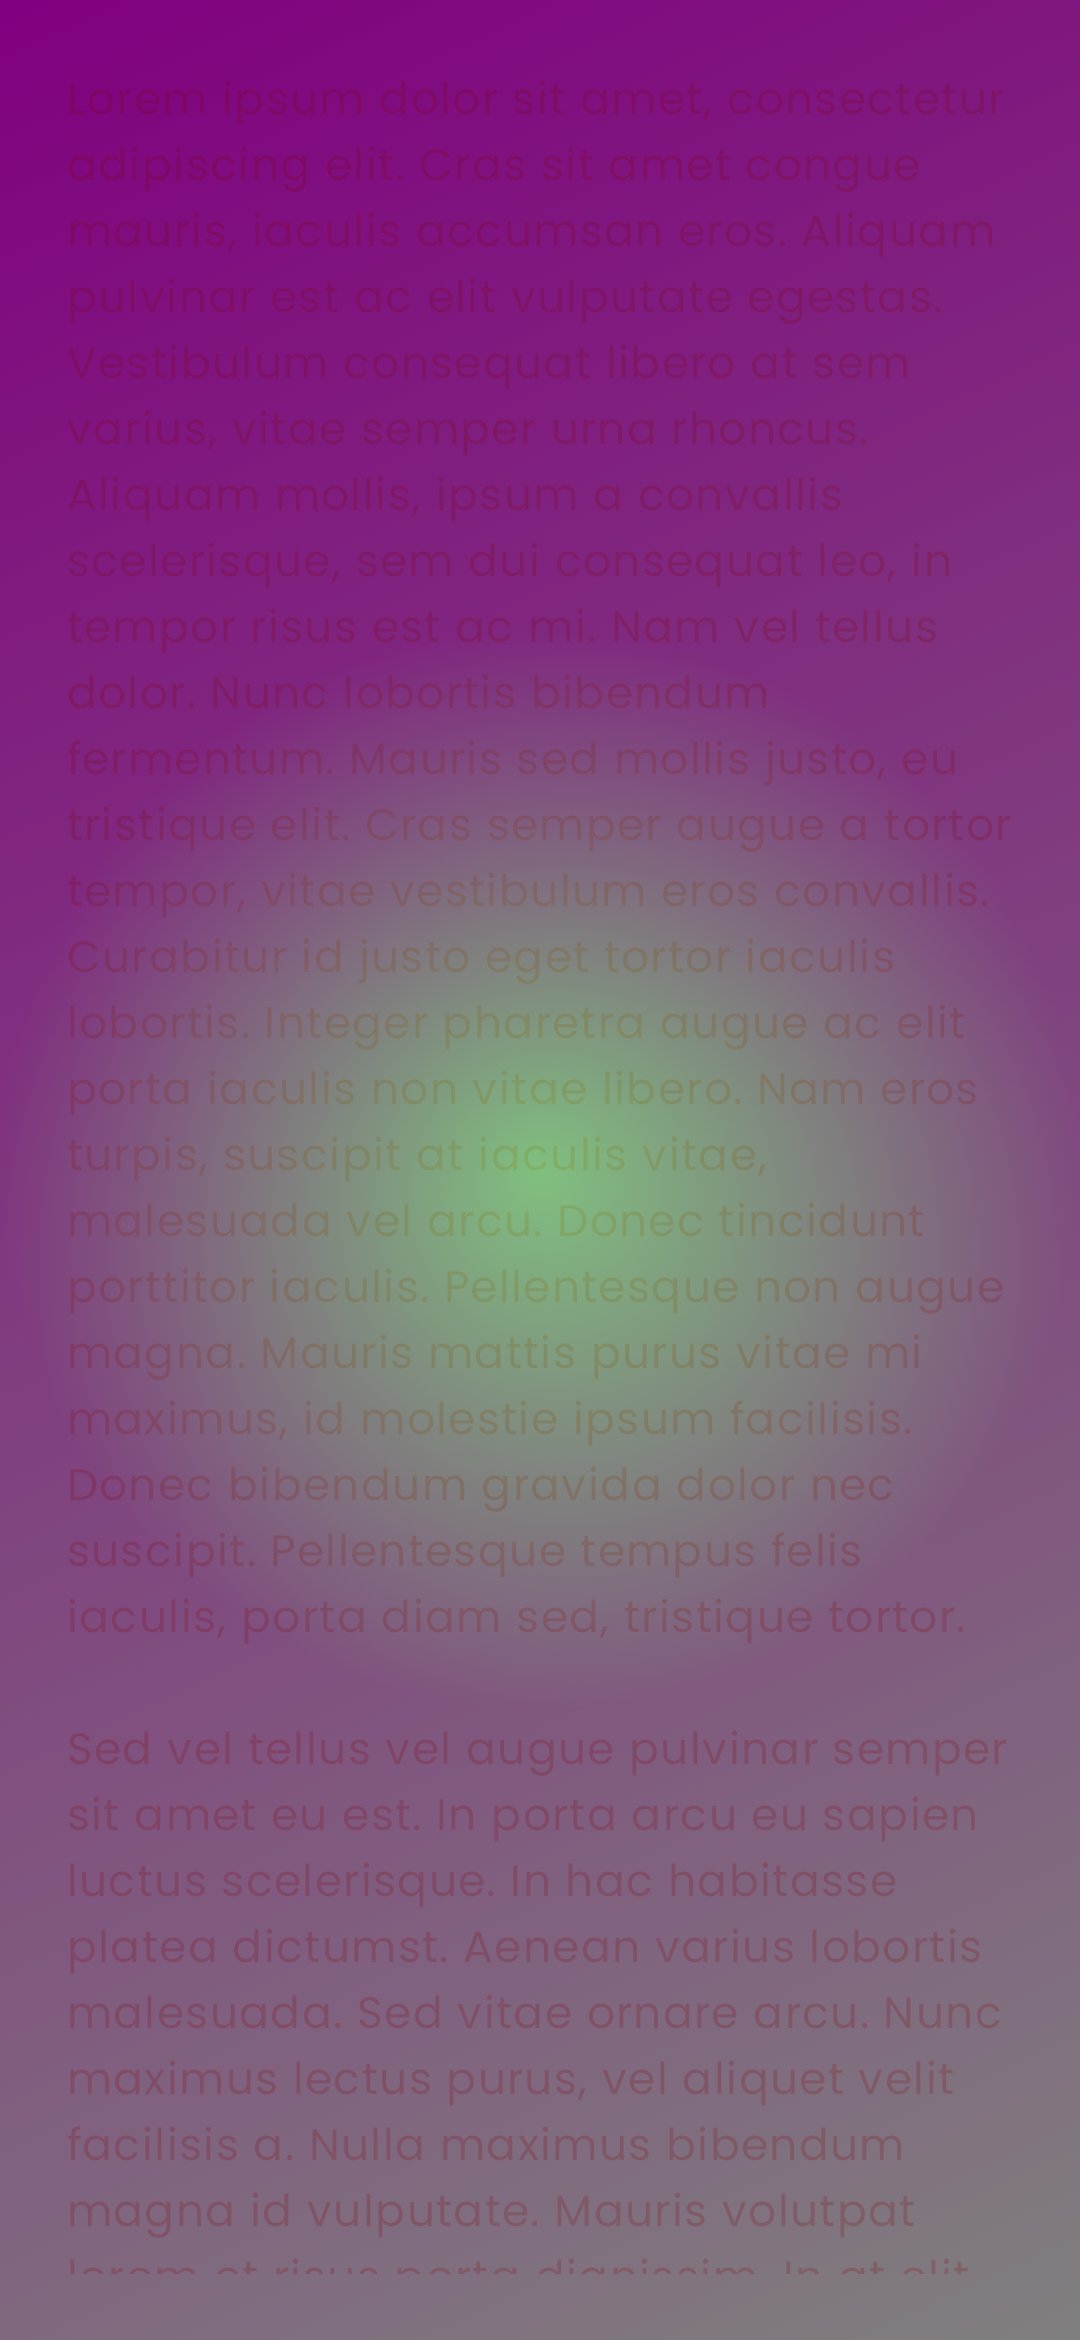 Lorem ipsum dolor sit amet, consectetur
adipiscing elit. Cras sit amet congue
mauris, iaculis accumsan eros. Aliquam
pulvinar est ac elit vulputate egestas.
Vestibulum consequat libero at sem
varius, vitae semper urna rhoncus.
Aliquam mollis, ipsum a convallis
scelerisque, sem dui consequat leo, in
tempor risus est ac mi. Nam vel tellus
dolor. Nunc lobortis bibendum
fermentum. Mauris sed mollis justo, eu
tristique elit. Cras semper augue a tortor
tempor, vitae vestibulum eros convallis.
Curabitur id justo eget tortor iaculis
lobortis. Integer pharetra augue ac elit
porta iaculis non vitae libero. Nam eros
turpis, suscipit at iaculis vitae,
malesuada vel arcu. Donec tincidunt
porttitor iaculis. Pellentesque non augue
magna. Mauris mattis purus vitae mi
maximus, id molestie ipsum facilisis.
Donec bibendum gravida dolor nec
suscipit. Pellentesque tempus felis
iaculis, porta diam sed, tristique tortor.
Sed vel tellus vel augue pulvinar semper
sit amet eu est. In porta arcu eu sapien
luctus scelerisque. In hac habitasse
platea dictumst. Aenean varius lobortis
malesuada. Sed vitae ornare arcu. Nunc
maximus lectus purus, vel aliquet velit
facilisis a. Nulla maximus bibendum
magna id vulputate. Mauris volutpat
lorem et risus porta dignissim. In at elit